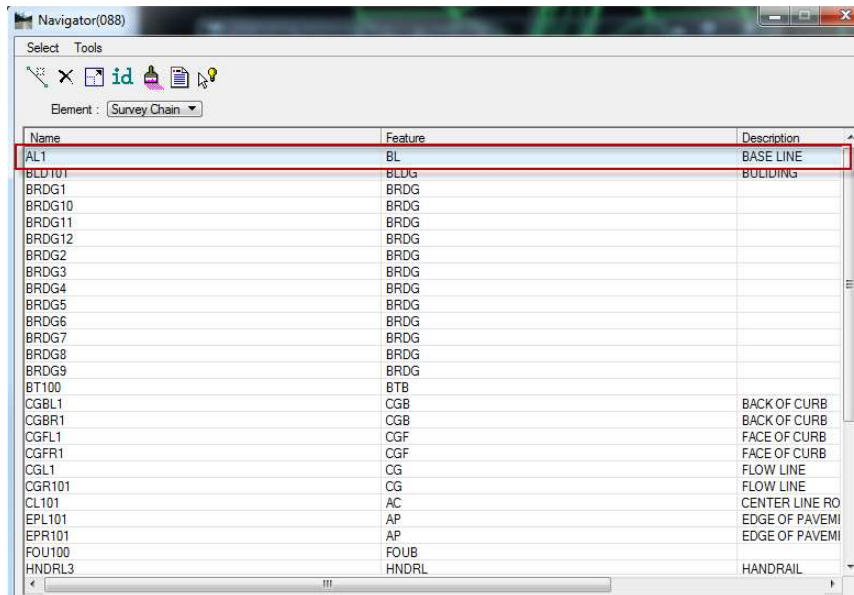 Navigator(088)
Select Tools
id
Element : Survey Chain
Name Feature Description
AL1 BL BASE LINE
BLD101 BLDG BULIDING
BRDG1 BRDG
BRDG10 BRDG
BRDG11 BRDG
BRDG12 BRDG
BRDG2 BRDG
BRDG3 BRDG
BRDG4 BRDG
BRDG5 BRDG
BRDG6 BRDG
BRDG7 BRDG
BRDG8 BRDG
BRDG9 BRDG
BT100 BTB
CGBL1 CGB BACK OF CURB
CGBR1 CGB BACK OF CURB
CGFL1 CGF FACE OF CURB
CGFR1 CGF FACE OF CURB
CGL1 CG FLOW LINE
CGR101 CG FLOW LINE
CL101 AC CENTER LINE RO
EPL101 AP EDGE OF PAVEM
EPR101 AP EDGE OF PAVEM
FOU100 FOUB
HNDRL3 HNDRL HANDRAIL